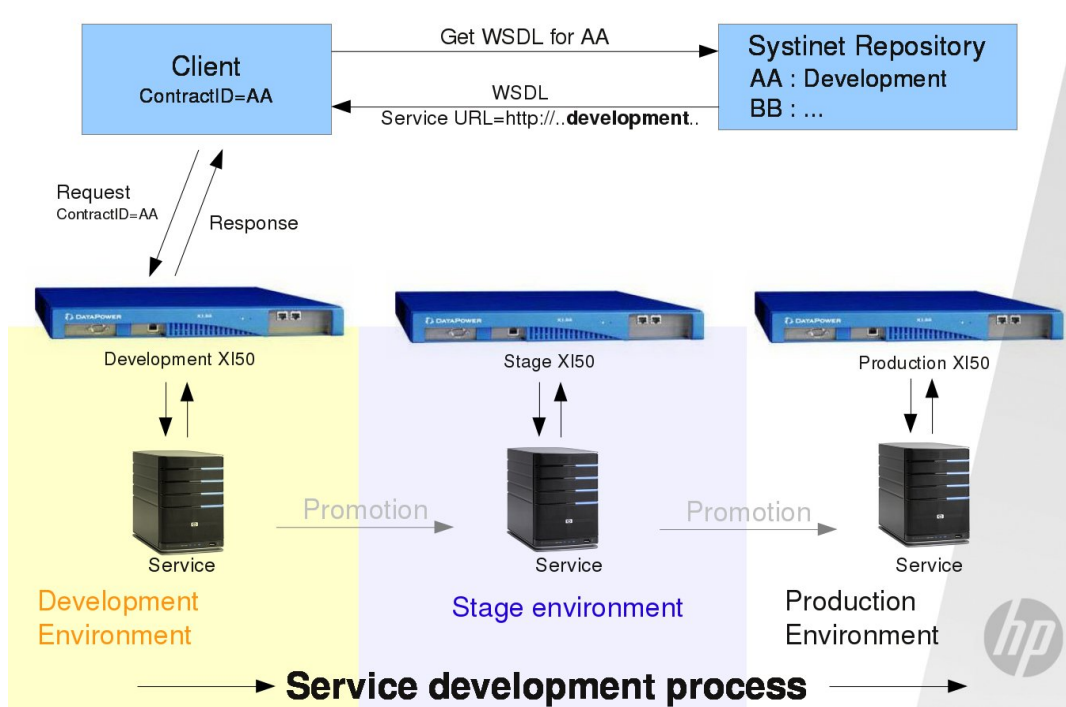 Get WSDL for AA
Client
ContractID=AA
Systinet Repository
AA : Development
BB : ...
WSDL
Service URL=http://..development..
Request
ContractID=AA
Response
DATAPOWER
DATAPOWER
DATAPOWER
Development XI50
Stage XI50
Production XI50
Promotion
Promotion
Service
Service
Service
Development
Environment
Stage environment
Production
Environment
hp
Service development process